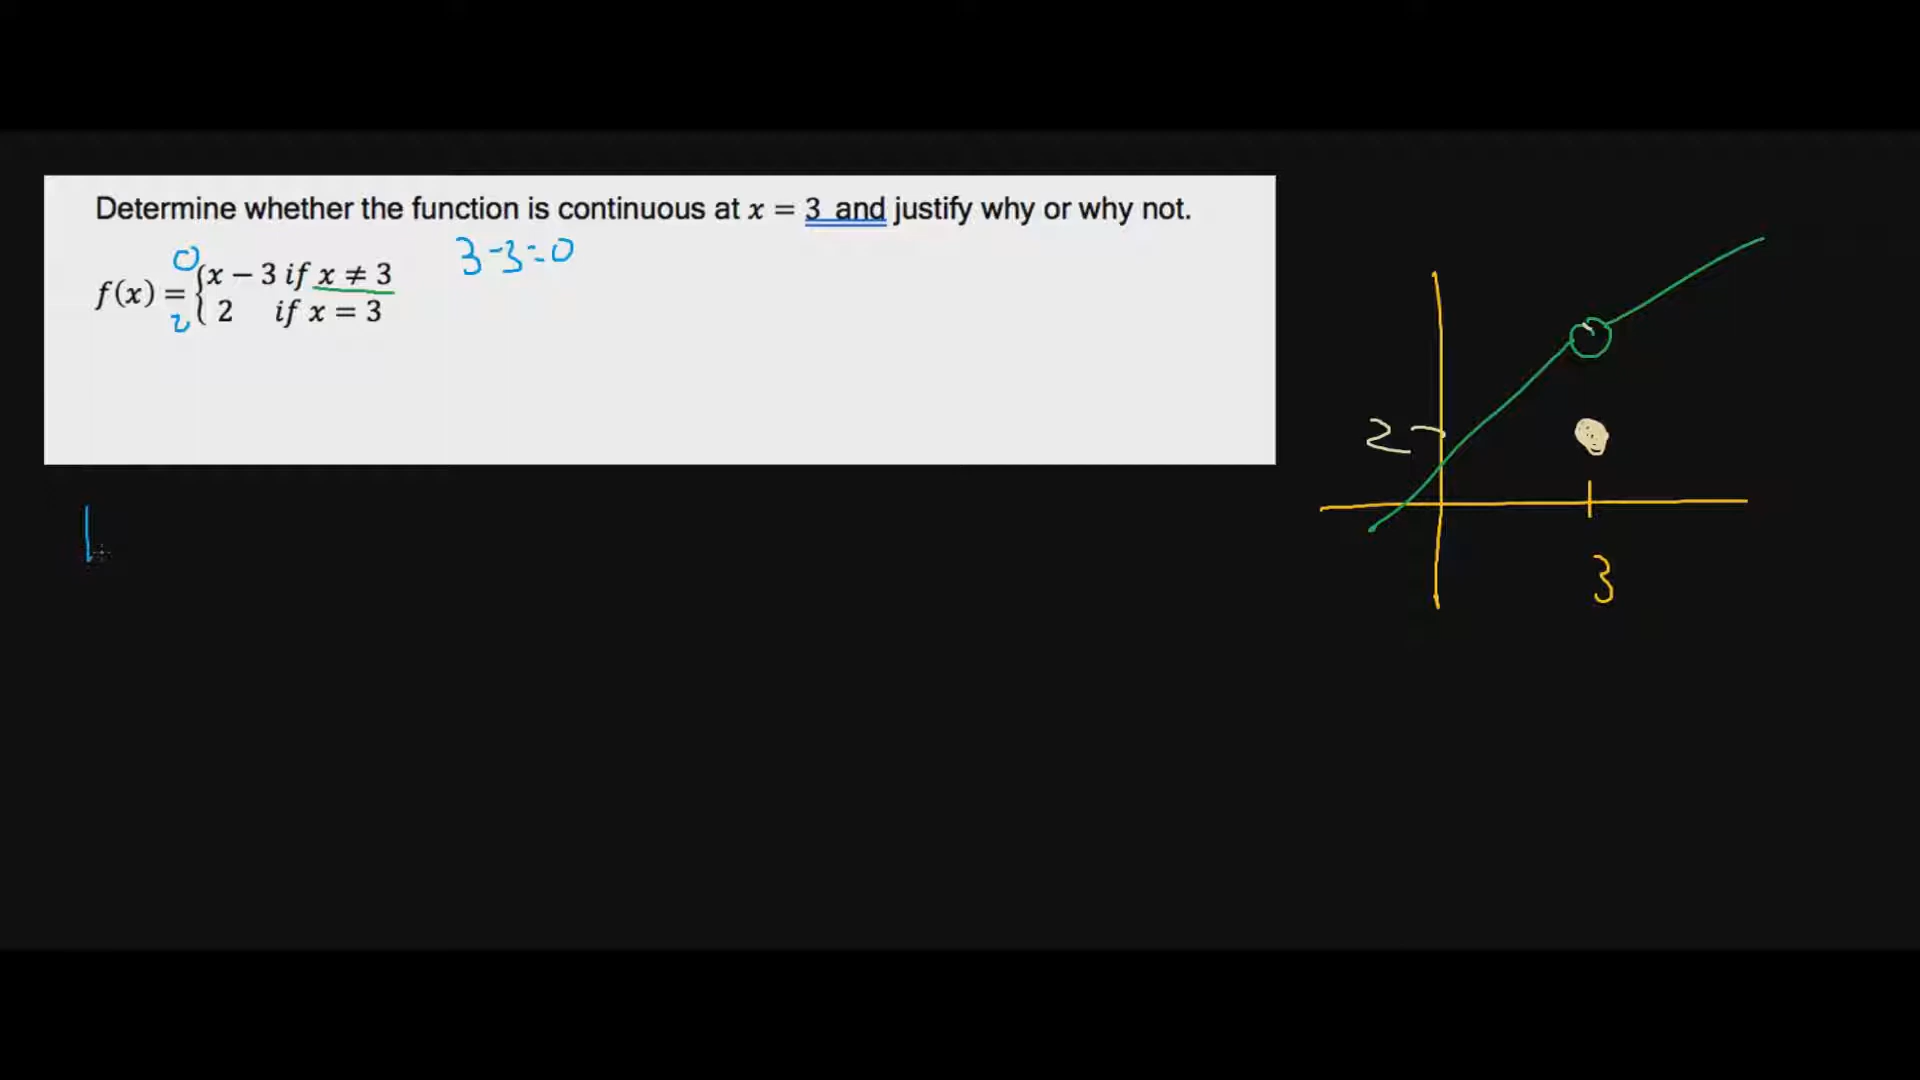 Determine whether the function is continuous at x = 3 and justify why or why not.
3-3=0
0
f(x) = {x − 3 if x ≠ 3
2 if x = 3
2
2
3